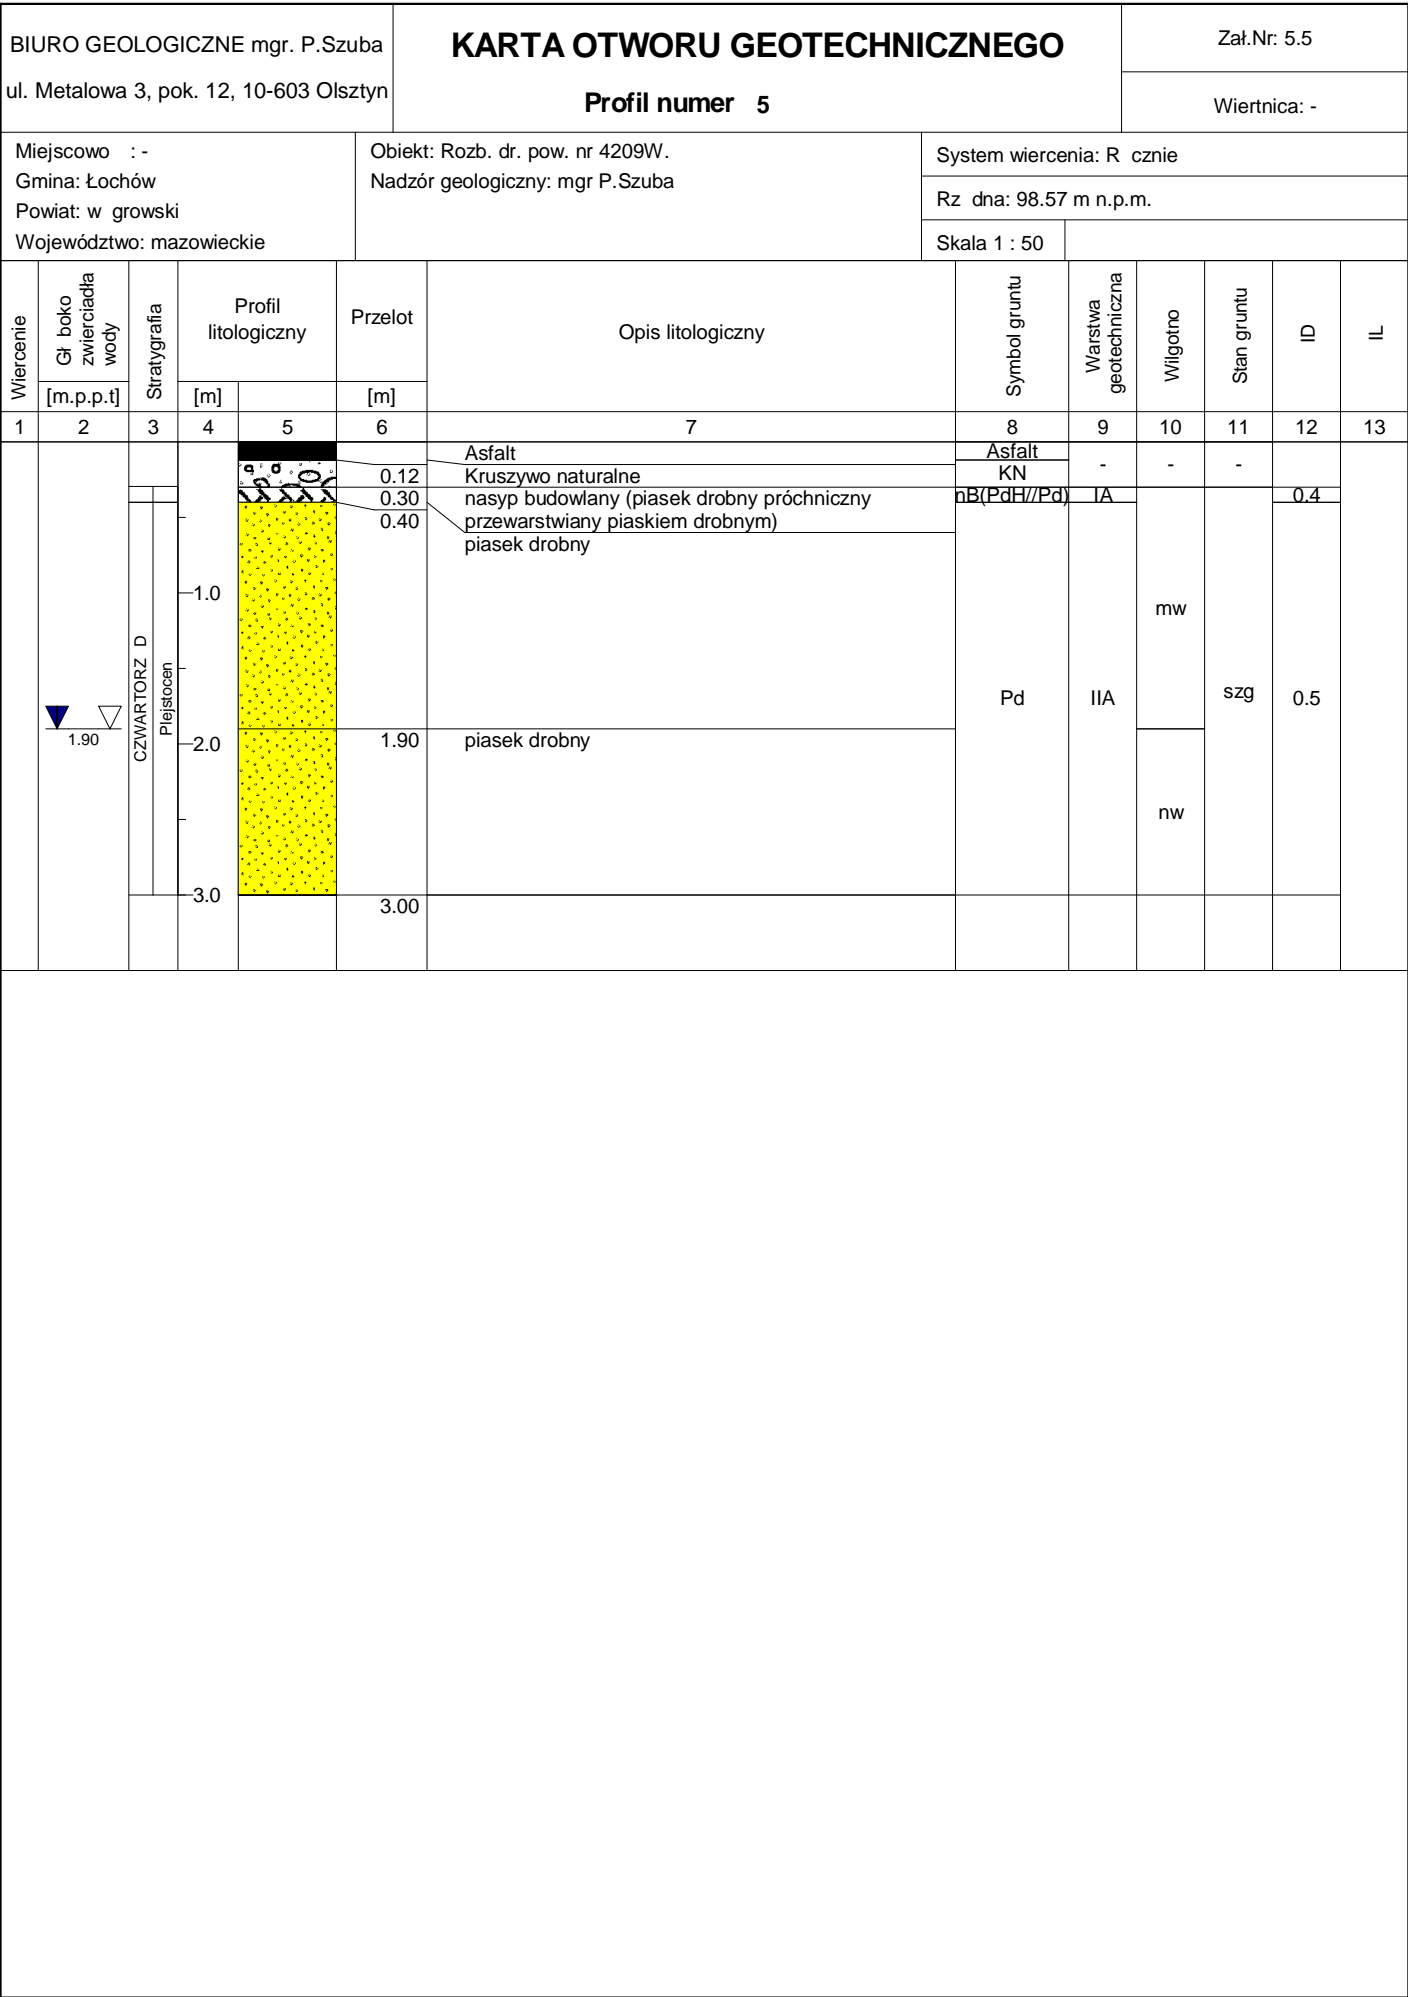 BIURO GEOLOGICZNE mgr. P.Szuba
ul. Metalowa 3, pok. 12, 10-603 Olsztyn
KARTA OTWORU GEOTECHNICZNEGO
Profil numer 5
Zał.Nr: 5.5
Wiertnica: -
Miejscowo : -
Gmina: Łochów
Powiat: w growski
Województwo: mazowieckie
Obiekt: Rozb. dr. pow. nr 4209W.
Nadzór geologiczny: mgr P.Szuba
System wiercenia: R cznie
Rz dna: 98.57 m n.p.m.
Skala 1 : 50
Wiercenie
Gł boko
zwierciadła
wody
[m.p.p.t]
Stratygrafia
Profil
litologiczny
[m]
Przelot
[m]
Opis litologiczny
Symbol gruntu
Warstwa
geotechniczna
Wilgotno
Stan gruntu
ID
IL
1 2 3 4 5 6 7 8 9 10 11 12 13
Asfalt
Asfalt
0.12 Kruszywo naturalne
KN - - -
0.30 nasyp budowlany (piasek drobny próchniczny
nB(PdH//Pd) IA 0.4
0.40 przewarstwiany piaskiem drobnym)
piasek drobny
1.0
mw
CZWARTORZ D
Plejstocen
Pd IIA szg 0.5
1.90
2.0
1.90 piasek drobny
nw
3.0
3.00